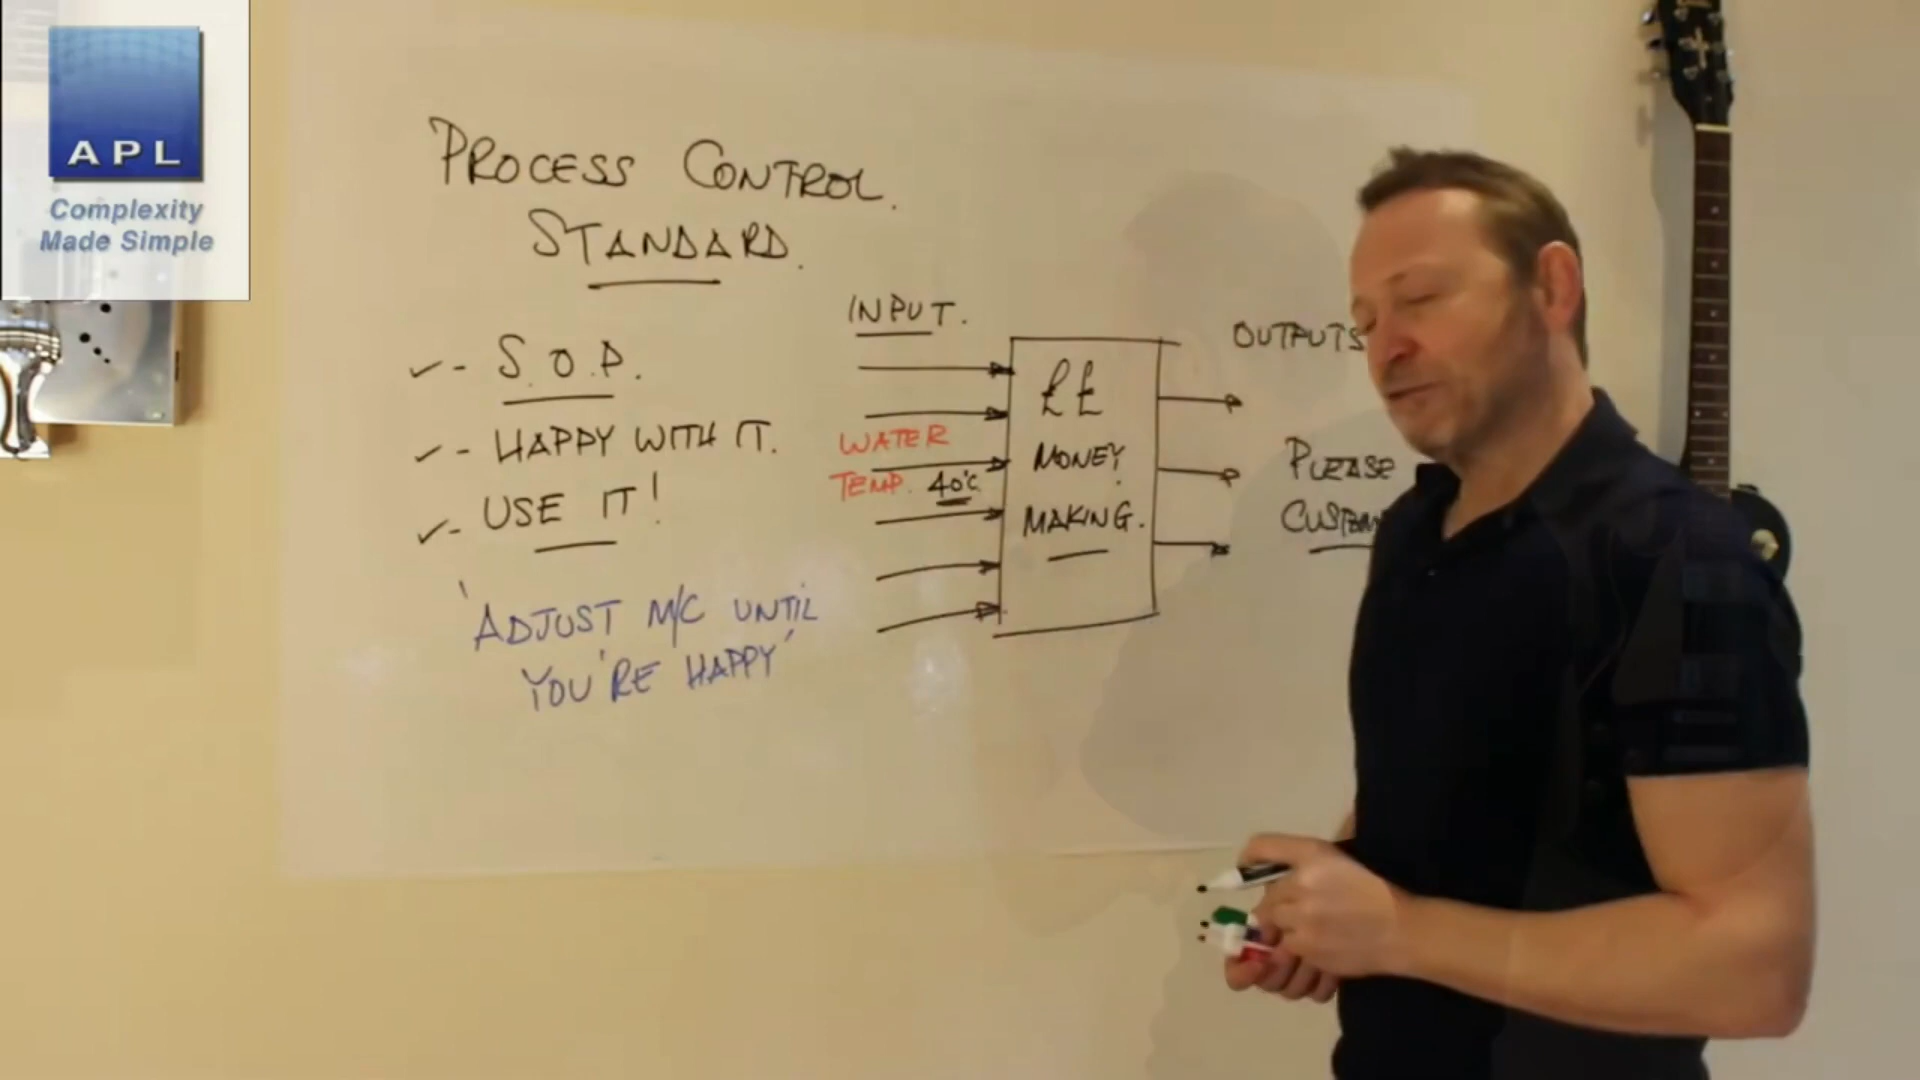 APL
Complexity
Made Simple
PROCESS CONTROL.
STANDARD.
✓ - S.O.P.
✓ - HAPPY WITH IT.
✓ - USE IT!
'ADJUST M/C UNTIL
YOU'RE HAPPY'
INPUT.
WATER
TEMP. 40°C
££
MONEY
MAKING.
OUTPUTS
PLEASE